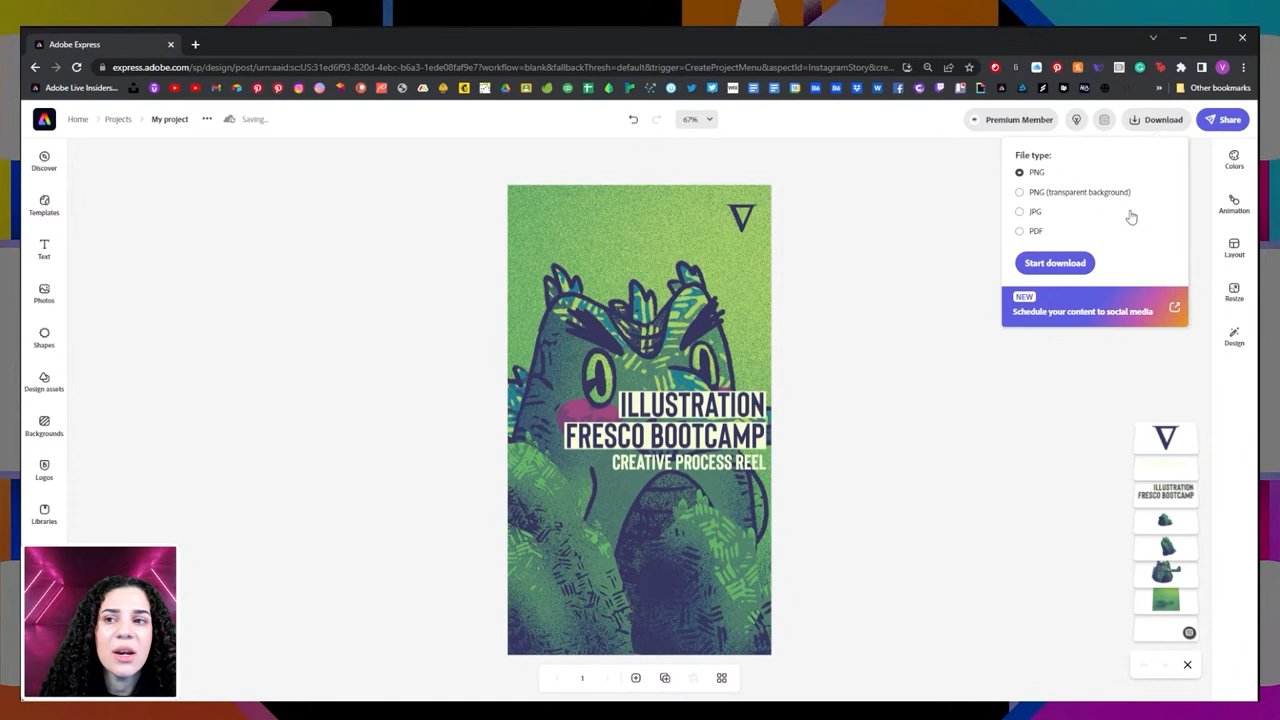 Adobe Express
express.adobe.com/sp/design/post/urn:aaid:sc:US:31ed6f93-820d-4ebc-b6a3-1ede08faf9e7?workflow=blank&fallbackThresh=default&trigger=CreateProjectMenu&aspectId=InstagramStory&cre...
Adobe Live Insiders...
Other bookmarks
Home
Projects
My project
Saving...
67%
Premium Member
Download
Share
Discover
Templates
Text
Photos
Shapes
Design assets
Backgrounds
Logos
Libraries
ILLUSTRATION
FRESCO BOOTCAMP
CREATIVE PROCESS REEL
File type:
PNG
PNG (transparent background)
JPG
PDF
Start download
NEW
Schedule your content to social media
Colors
Animation
Layout
Resize
Design
ILLUSTRATION
FRESCO BOOTCAMP
1